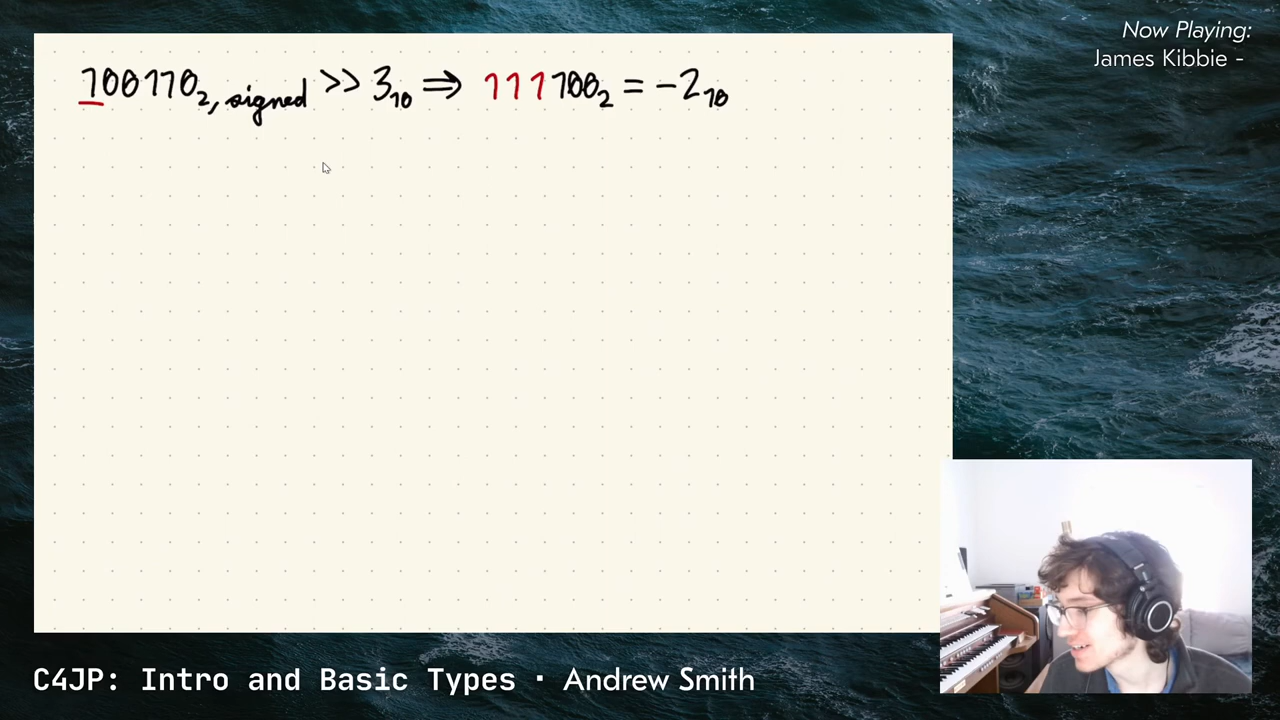 Now Playing:
James Kibbie -
100110₂, signed >> 3₁₀ ⇒ 111100₂ = -2₁₀
C4JP: Intro and Basic Types · Andrew Smith